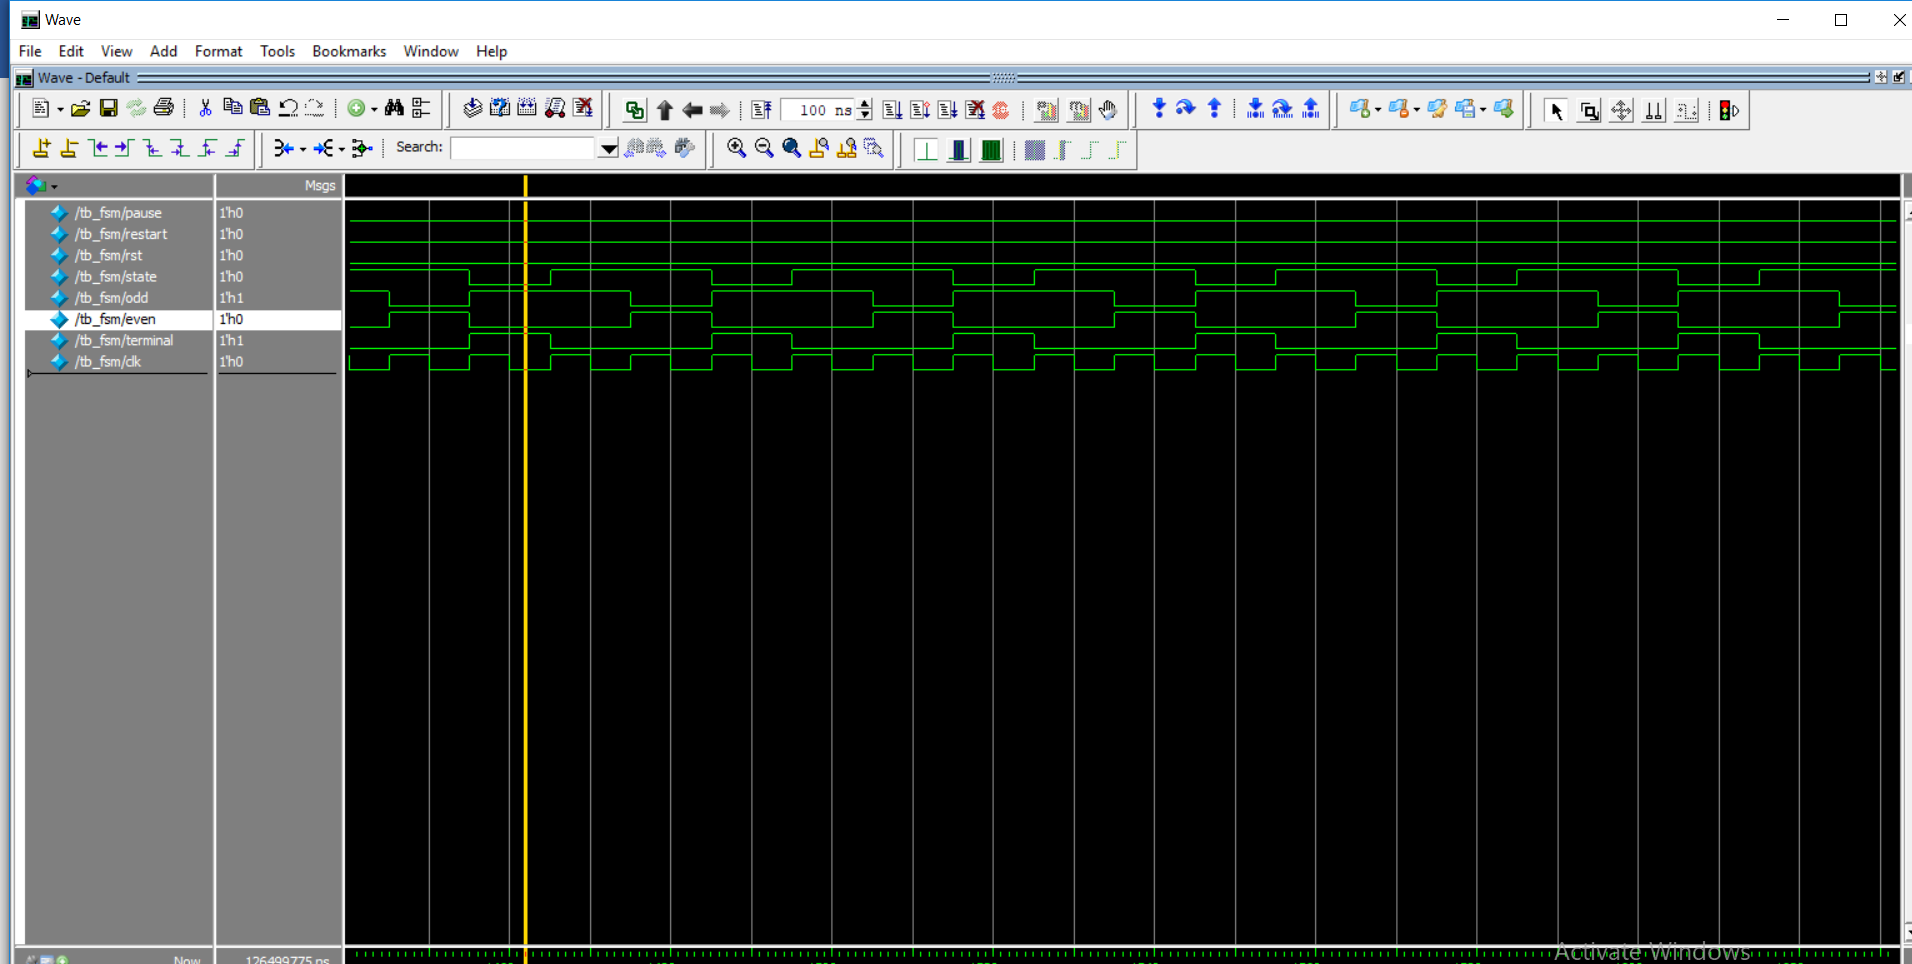 Wave
File Edit View Add Format Tools Bookmarks Window Help
Wave - Default
100 ns
Search:
Msgs
/tb_fsm/pause 1'h0
/tb_fsm/restart 1'h0
/tb_fsm/rst 1'h0
/tb_fsm/state 1'h0
/tb_fsm/odd 1'h1
/tb_fsm/even 1'h0
/tb_fsm/terminal 1'h1
/tb_fsm/clk 1'h0
Now 126499775 ns
Activate Windows